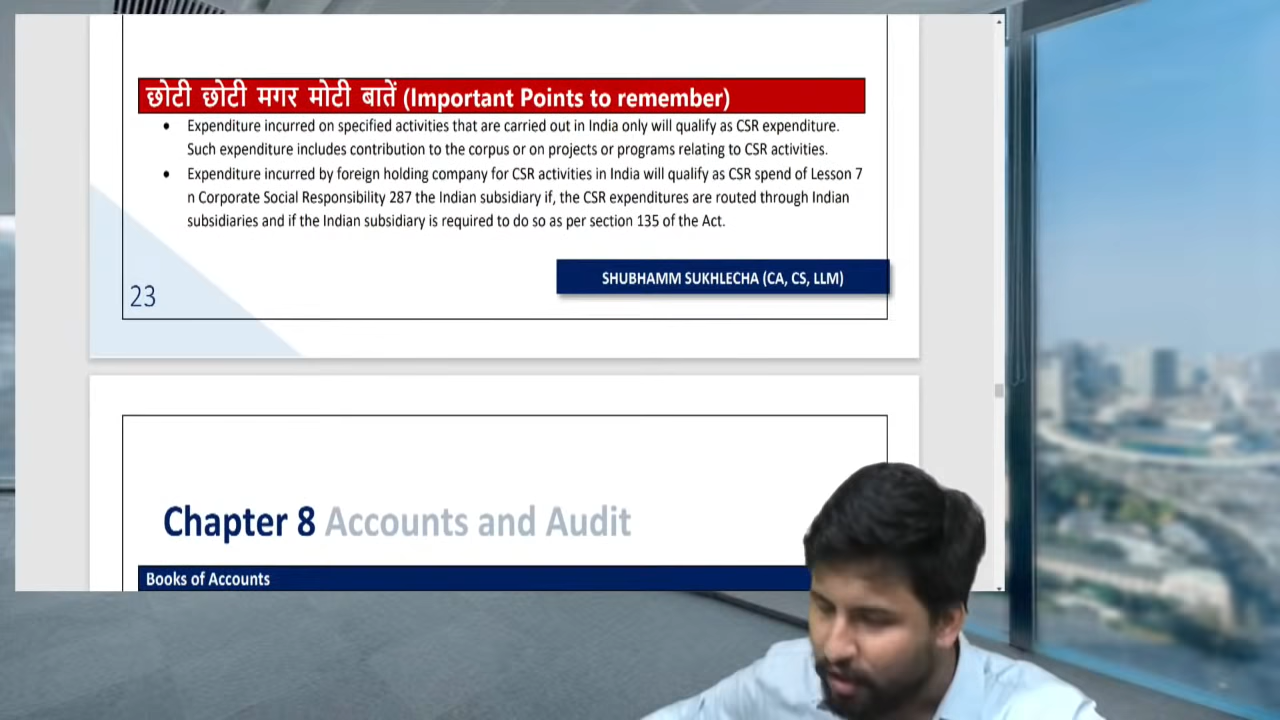 छोटी छोटी मगर मोटी बातें (Important Points to remember)
• Expenditure incurred on specified activities that are carried out in India only will qualify as CSR expenditure.
Such expenditure includes contribution to the corpus or on projects or programs relating to CSR activities.
• Expenditure incurred by foreign holding company for CSR activities in India will qualify as CSR spend of Lesson 7
n Corporate Social Responsibility 287 the Indian subsidiary if, the CSR expenditures are routed through Indian
subsidiaries and if the Indian subsidiary is required to do so as per section 135 of the Act.
SHUBHAMM SUKHLECHA (CA, CS, LLM)
23
Chapter 8 Accounts and Audit
Books of Accounts